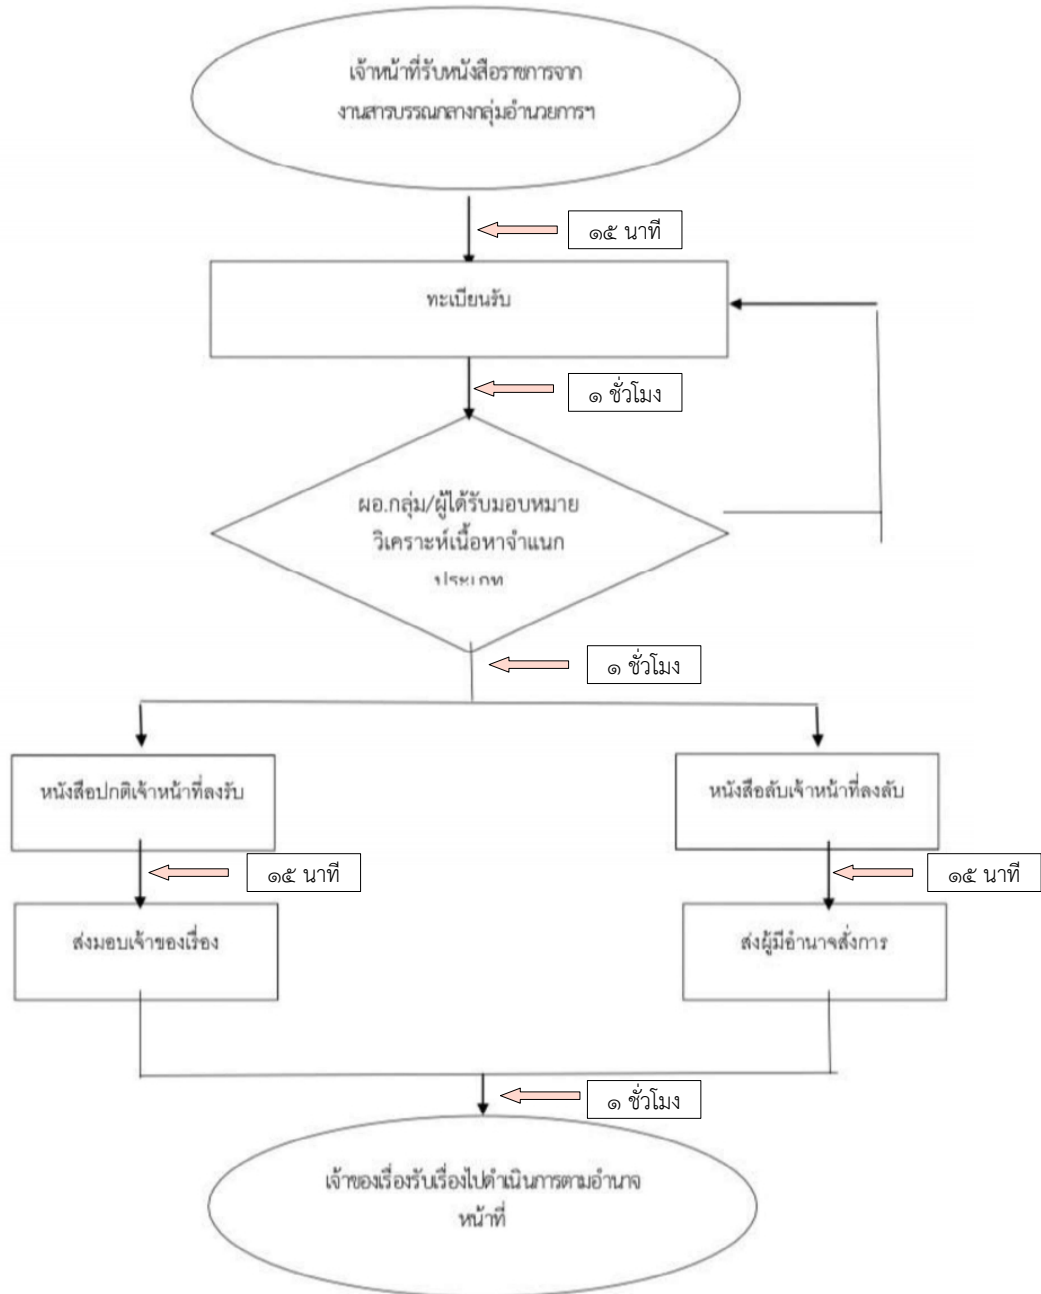 เจ้าหน้าที่รับหนังสือราชการจาก
งานสารบรรณกลางกลุ่มอำนวยการฯ
๑๕ นาที
ทะเบียนรับ
๑ ชั่วโมง
ผอ.กลุ่ม/ผู้ได้รับมอบหมาย
วิเคราะห์เนื้อหาจำแนก
ประเภท
๑ ชั่วโมง
หนังสือปกติเจ้าหน้าที่ลงรับ
หนังสือลับเจ้าหน้าที่ลงลับ
๑๕ นาที
๑๕ นาที
ส่งมอบเจ้าของเรื่อง
ส่งผู้มีอำนาจสั่งการ
๑ ชั่วโมง
เจ้าของเรื่องรับเรื่องไปดำเนินการตามอำนาจ
หน้าที่